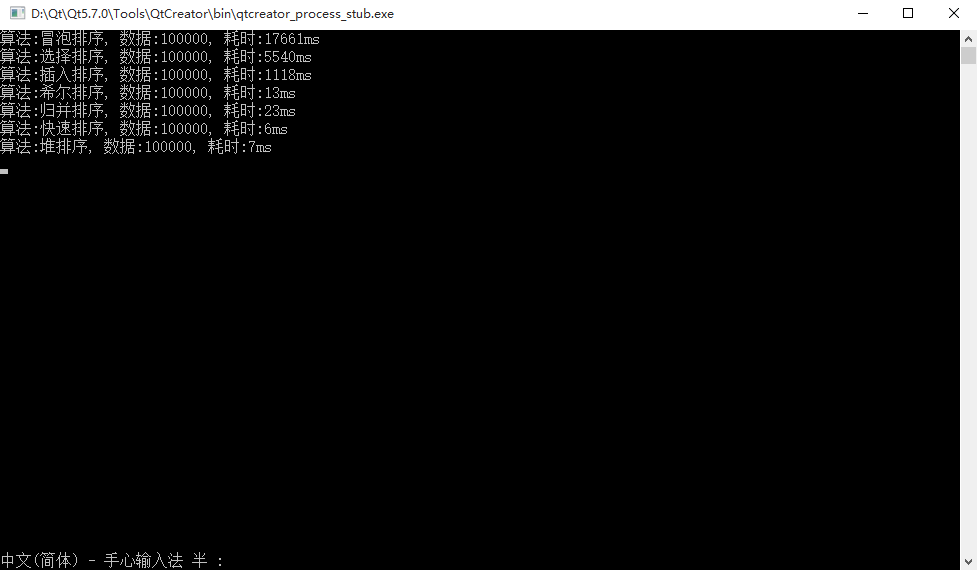 D:\Qt\Qt5.7.0\Tools\QtCreator\bin\qtcreator_process_stub.exe
算法:冒泡排序, 数据:100000, 耗时:17661ms
算法:选择排序, 数据:100000, 耗时:5540ms
算法:插入排序, 数据:100000, 耗时:1118ms
算法:希尔排序, 数据:100000, 耗时:13ms
算法:归并排序, 数据:100000, 耗时:23ms
算法:快速排序, 数据:100000, 耗时:6ms
算法:堆排序, 数据:100000, 耗时:7ms
中文(简体) - 手心输入法 半 :